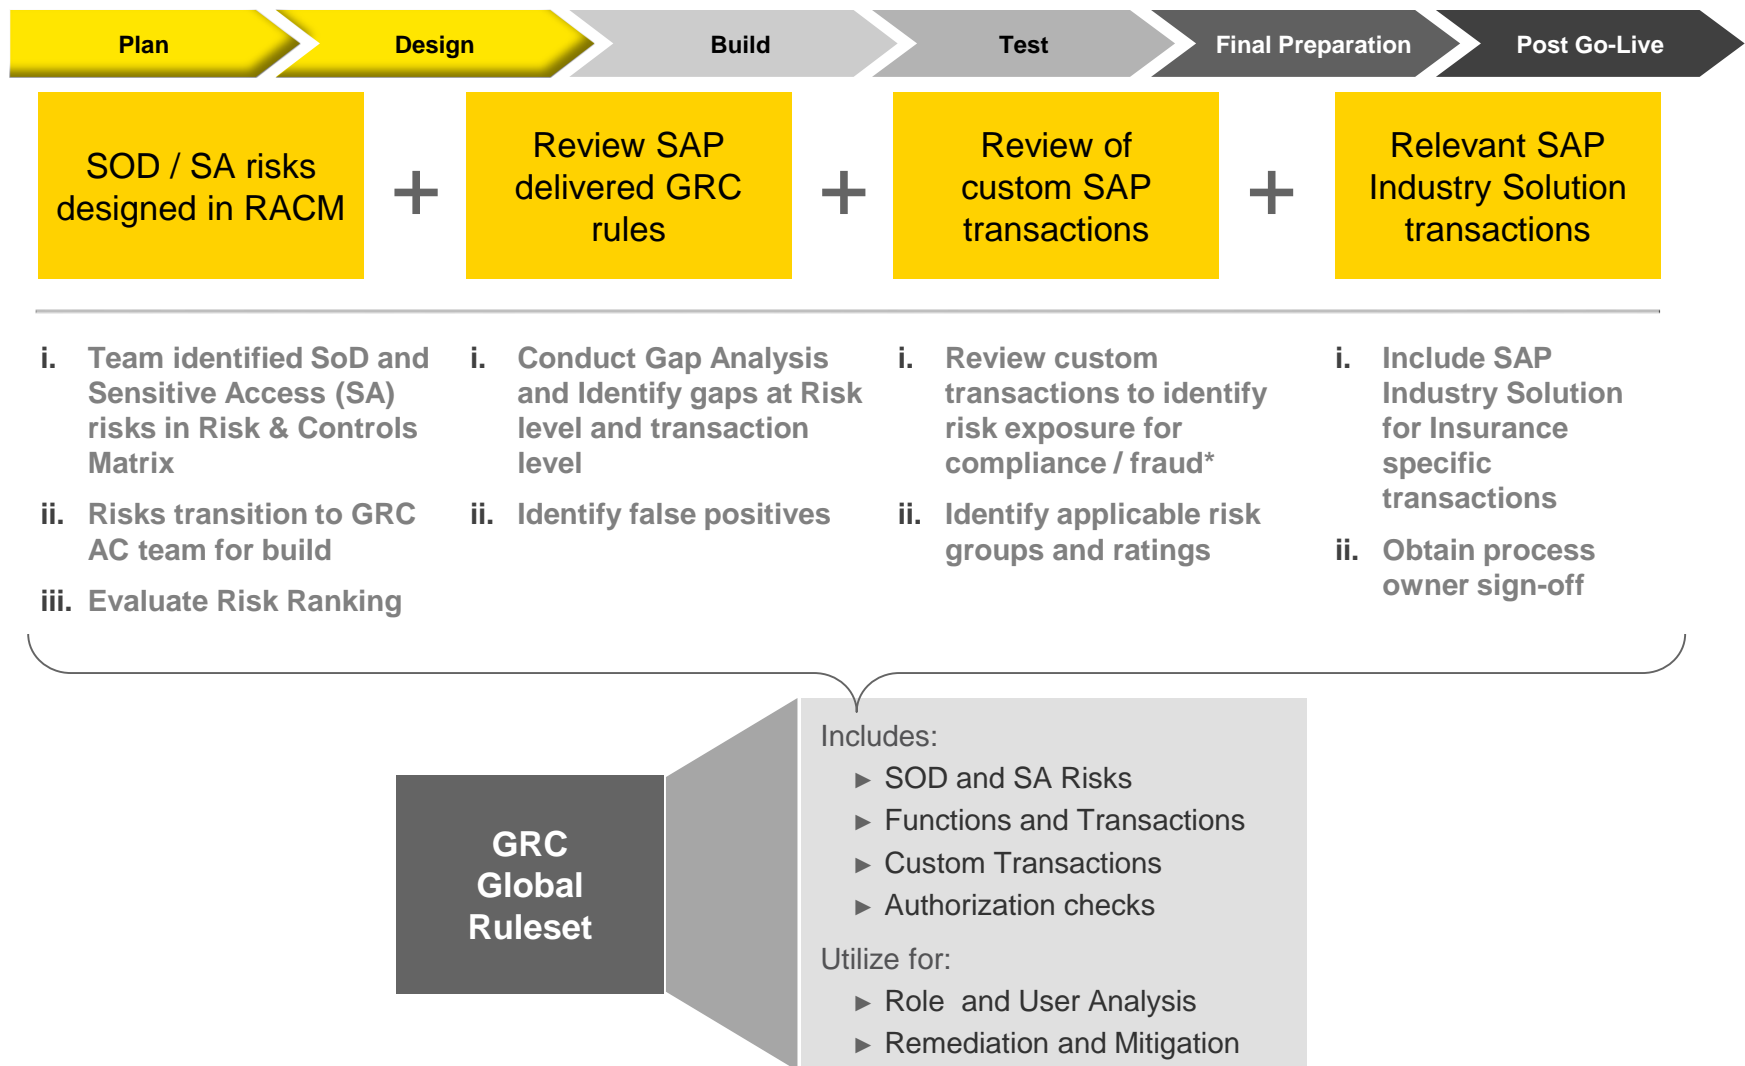 Plan
Design
Build
Test
Final Preparation
Post Go-Live
SOD / SA risks
designed in RACM
+
Review SAP
delivered GRC
rules
+
Review of
custom SAP
transactions
+
Relevant SAP
Industry Solution
transactions
i. Team identified SoD and
Sensitive Access (SA)
risks in Risk & Controls
Matrix
ii. Risks transition to GRC
AC team for build
iii. Evaluate Risk Ranking
i. Conduct Gap Analysis
and Identify gaps at Risk
level and transaction
level
ii. Identify false positives
i. Review custom
transactions to identify
risk exposure for
compliance / fraud*
ii. Identify applicable risk
groups and ratings
i. Include SAP
Industry Solution
for Insurance
specific
transactions
ii. Obtain process
owner sign-off
GRC
Global
Ruleset
Includes:
► SOD and SA Risks
► Functions and Transactions
► Custom Transactions
► Authorization checks
Utilize for:
► Role  and User Analysis
► Remediation and Mitigation